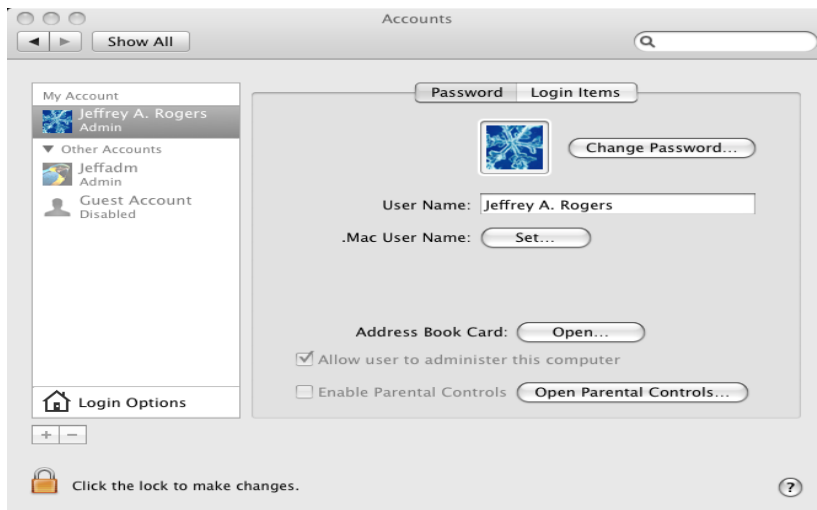 Accounts
Show All
My Account
Jeffrey A. Rogers
Admin
Other Accounts
Jeffadm
Admin
Guest Account
Disabled
Login Options
+ −
Password Login Items
Change Password...
User Name: Jeffrey A. Rogers
.Mac User Name: Set...
Address Book Card: Open...
Allow user to administer this computer
Enable Parental Controls Open Parental Controls...
Click the lock to make changes.
?